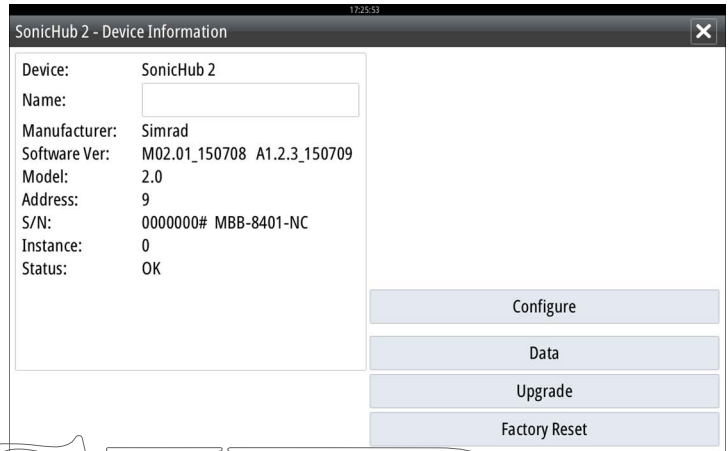 17:25:53
SonicHub 2 - Device Information
Device: SonicHub 2
Name:
Manufacturer: Simrad
Software Ver: M02.01_150708 A1.2.3_150709
Model: 2.0
Address: 9
S/N: 0000000# MBB-8401-NC
Instance: 0
Status: OK
Configure
Data
Upgrade
Factory Reset